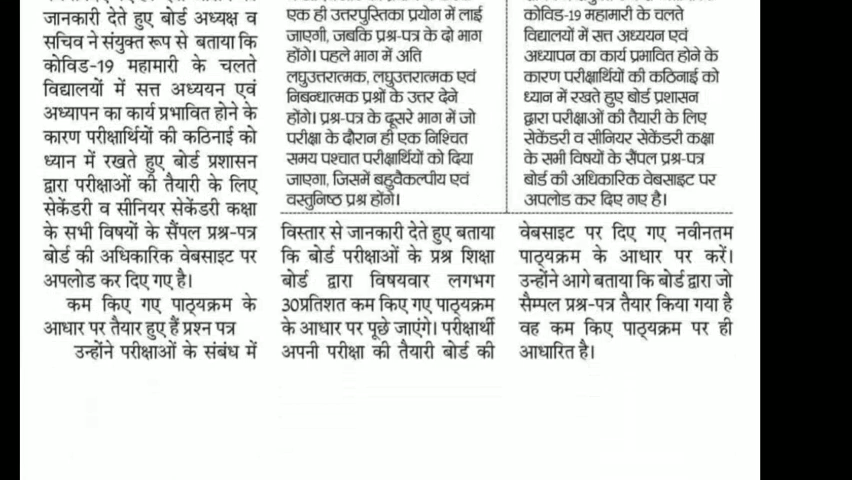 जानकारी देते हुए बोर्ड अध्यक्ष व
सचिव ने संयुक्त रूप से बताया कि
कोविड-19 महामारी के चलते
विद्यालयों में सत्त अध्ययन एवं
अध्यापन का कार्य प्रभावित होने के
कारण परीक्षार्थियों की कठिनाई को
ध्यान में रखते हुए बोर्ड प्रशासन
द्वारा परीक्षाओं की तैयारी के लिए
सेकेंडरी व सीनियर सेकेंडरी कक्षा
के सभी विषयों के सैंपल प्रश्न-पत्र
बोर्ड की अधिकारिक वेबसाइट पर
अपलोड कर दिए गए है।
कम किए गए पाठ्यक्रम के
आधार पर तैयार हुए हैं प्रश्न पत्र
उन्होंने परीक्षाओं के संबंध में
एक ही उत्तरपुस्तिका प्रयोग में लाई
जाएगी, जबकि प्रश्न-पत्र के दो भाग
होंगे। पहले भाग में अति
लघुउत्तरात्मक, लघुउत्तरात्मक एवं
निबन्धात्मक प्रश्नों के उत्तर देने
होंगे। प्रश्न-पत्र के दूसरे भाग में जो
परीक्षा के दौरान ही एक निश्चित
समय पश्चात परीक्षार्थियों को दिया
जाएगा, जिसमें बहुवैकल्पीय एवं
वस्तुनिष्ठ प्रश्न होंगे।
विस्तार से जानकारी देते हुए बताया
कि बोर्ड परीक्षाओं के प्रश्न शिक्षा
बोर्ड द्वारा विषयवार लगभग
30प्रतिशत कम किए गए पाठ्यक्रम
के आधार पर पूछे जाएंगे। परीक्षार्थी
अपनी परीक्षा की तैयारी बोर्ड की
कोविड-19 महामारी के चलते
विद्यालयों में सत्त अध्ययन एवं
अध्यापन का कार्य प्रभावित होने के
कारण परीक्षार्थियों की कठिनाई को
ध्यान में रखते हुए बोर्ड प्रशासन
द्वारा परीक्षाओं की तैयारी के लिए
सेकेंडरी व सीनियर सेकेंडरी कक्षा
के सभी विषयों के सैंपल प्रश्न-पत्र
बोर्ड की अधिकारिक वेबसाइट पर
अपलोड कर दिए गए है।
वेबसाइट पर दिए गए नवीनतम
पाठ्यक्रम के आधार पर करें।
उन्होंने आगे बताया कि बोर्ड द्वारा जो
सैम्पल प्रश्न-पत्र तैयार किया गया है
वह कम किए पाठ्यक्रम पर ही
आधारित है।